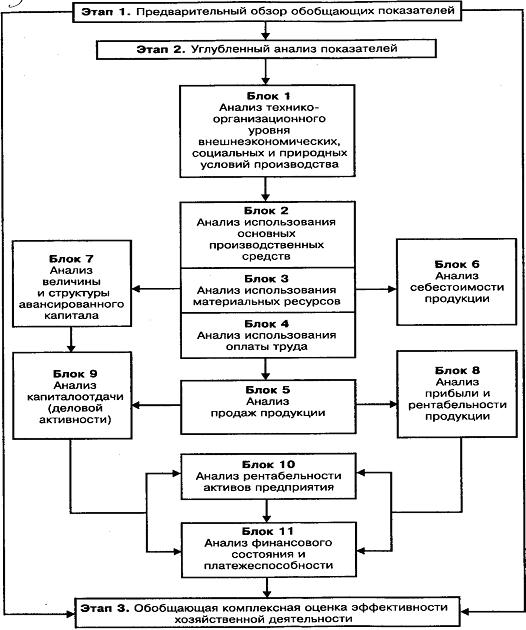 Этап 1. Предварительный обзор обобщающих показателей
Этап 2. Углубленный анализ показателей
Блок 1
Анализ технико-
организационного
уровня
внешнеэкономических,
социальных и природных
условий производства
Блок 2
Анализ использования
основных
производственных
средств
Блок 7
Анализ
величины
и структуры
авансированного
капитала
Блок 3
Анализ использования
материальных ресурсов
Блок 6
Анализ
себестоимости
продукции
Блок 4
Анализ использования
оплаты труда
Блок 9
Анализ
капиталоотдачи
(деловой
активности)
Блок 5
Анализ
продаж продукции
Блок 8
Анализ
прибыли и
рентабельности
продукции
Блок 10
Анализ рентабельности
активов предприятия
Блок 11
Анализ финансового
состояния и
платежеспособности
Этап 3. Обобщающая комплексная оценка эффективности
хозяйственной деятельности